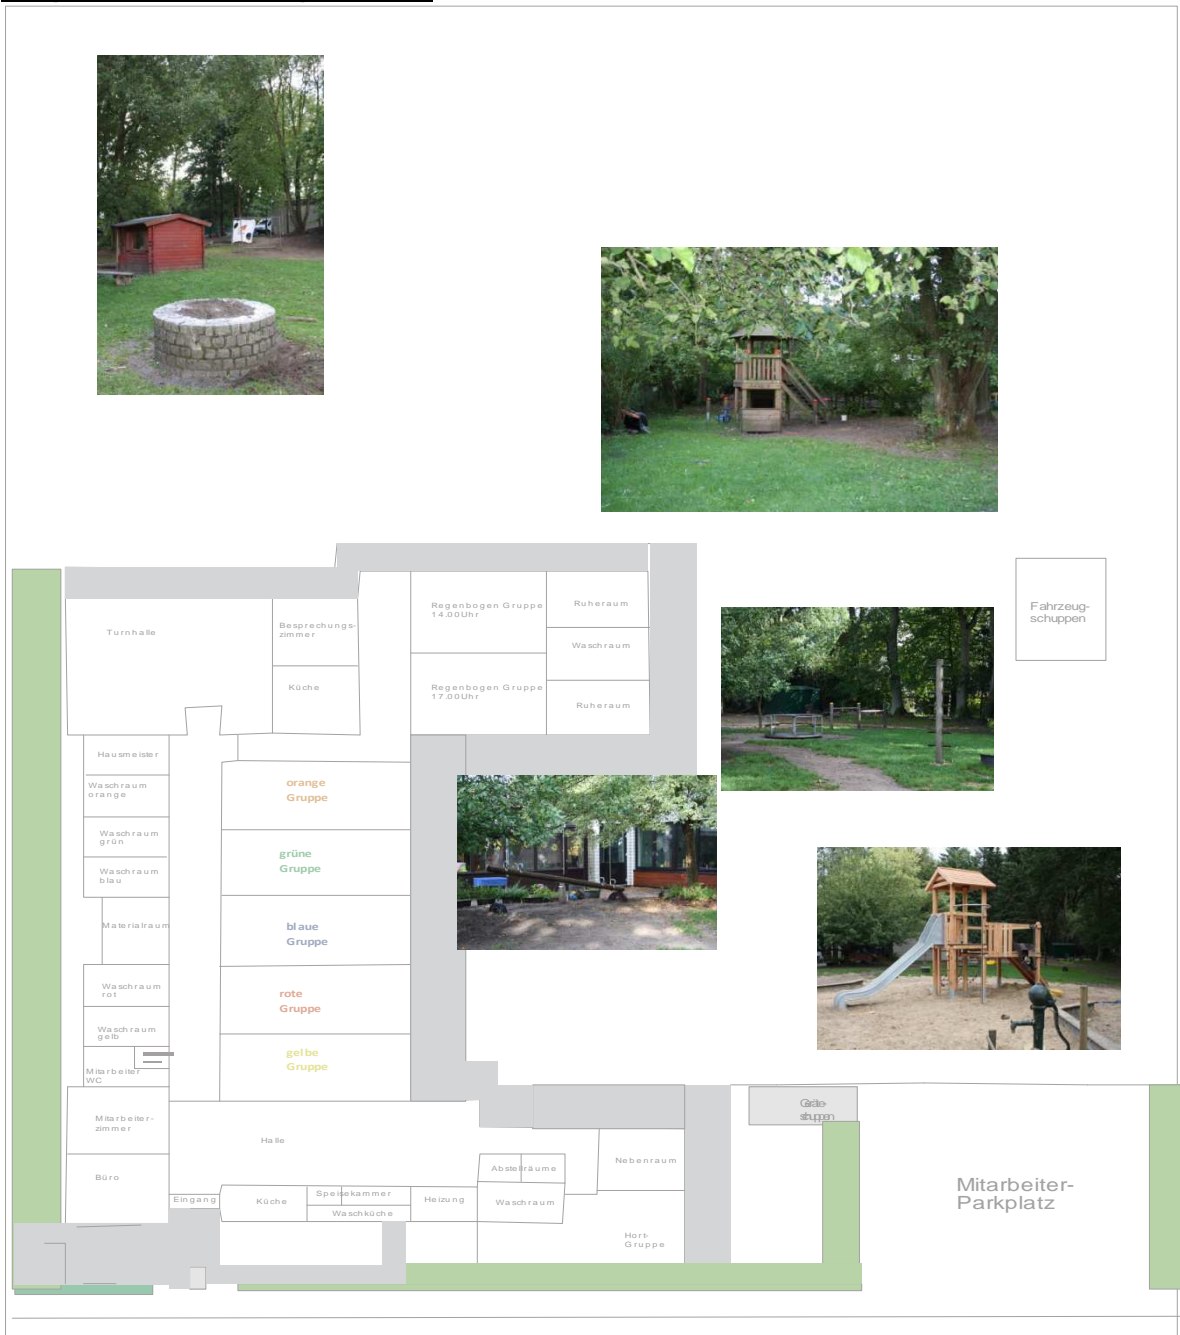 Fahrzeug-
schuppen
Regenbogen Gruppe
14.00Uhr
Ruheraum
Besprechungs-
zimmer
Turnhalle
Waschraum
Küche
Regenbogen Gruppe
17.00Uhr
Ruheraum
Hausmeister
Waschraum
orange
orange
Gruppe
Waschraum
grün
grüne
Gruppe
Waschraum
blau
Materialraum
blaue
Gruppe
Waschraum
rot
rote
Gruppe
Waschraum
gelb
gelbe
Gruppe
Mitarbeiter
WC
Geräte-
schuppen
Mitarbeiter-
zimmer
Halle
Abstellräume
Nebenraum
Büro
Mitarbeiter-
Parkplatz
Eingang
Küche
Speisekammer
Waschküche
Heizung
Waschraum
Hort-
Gruppe